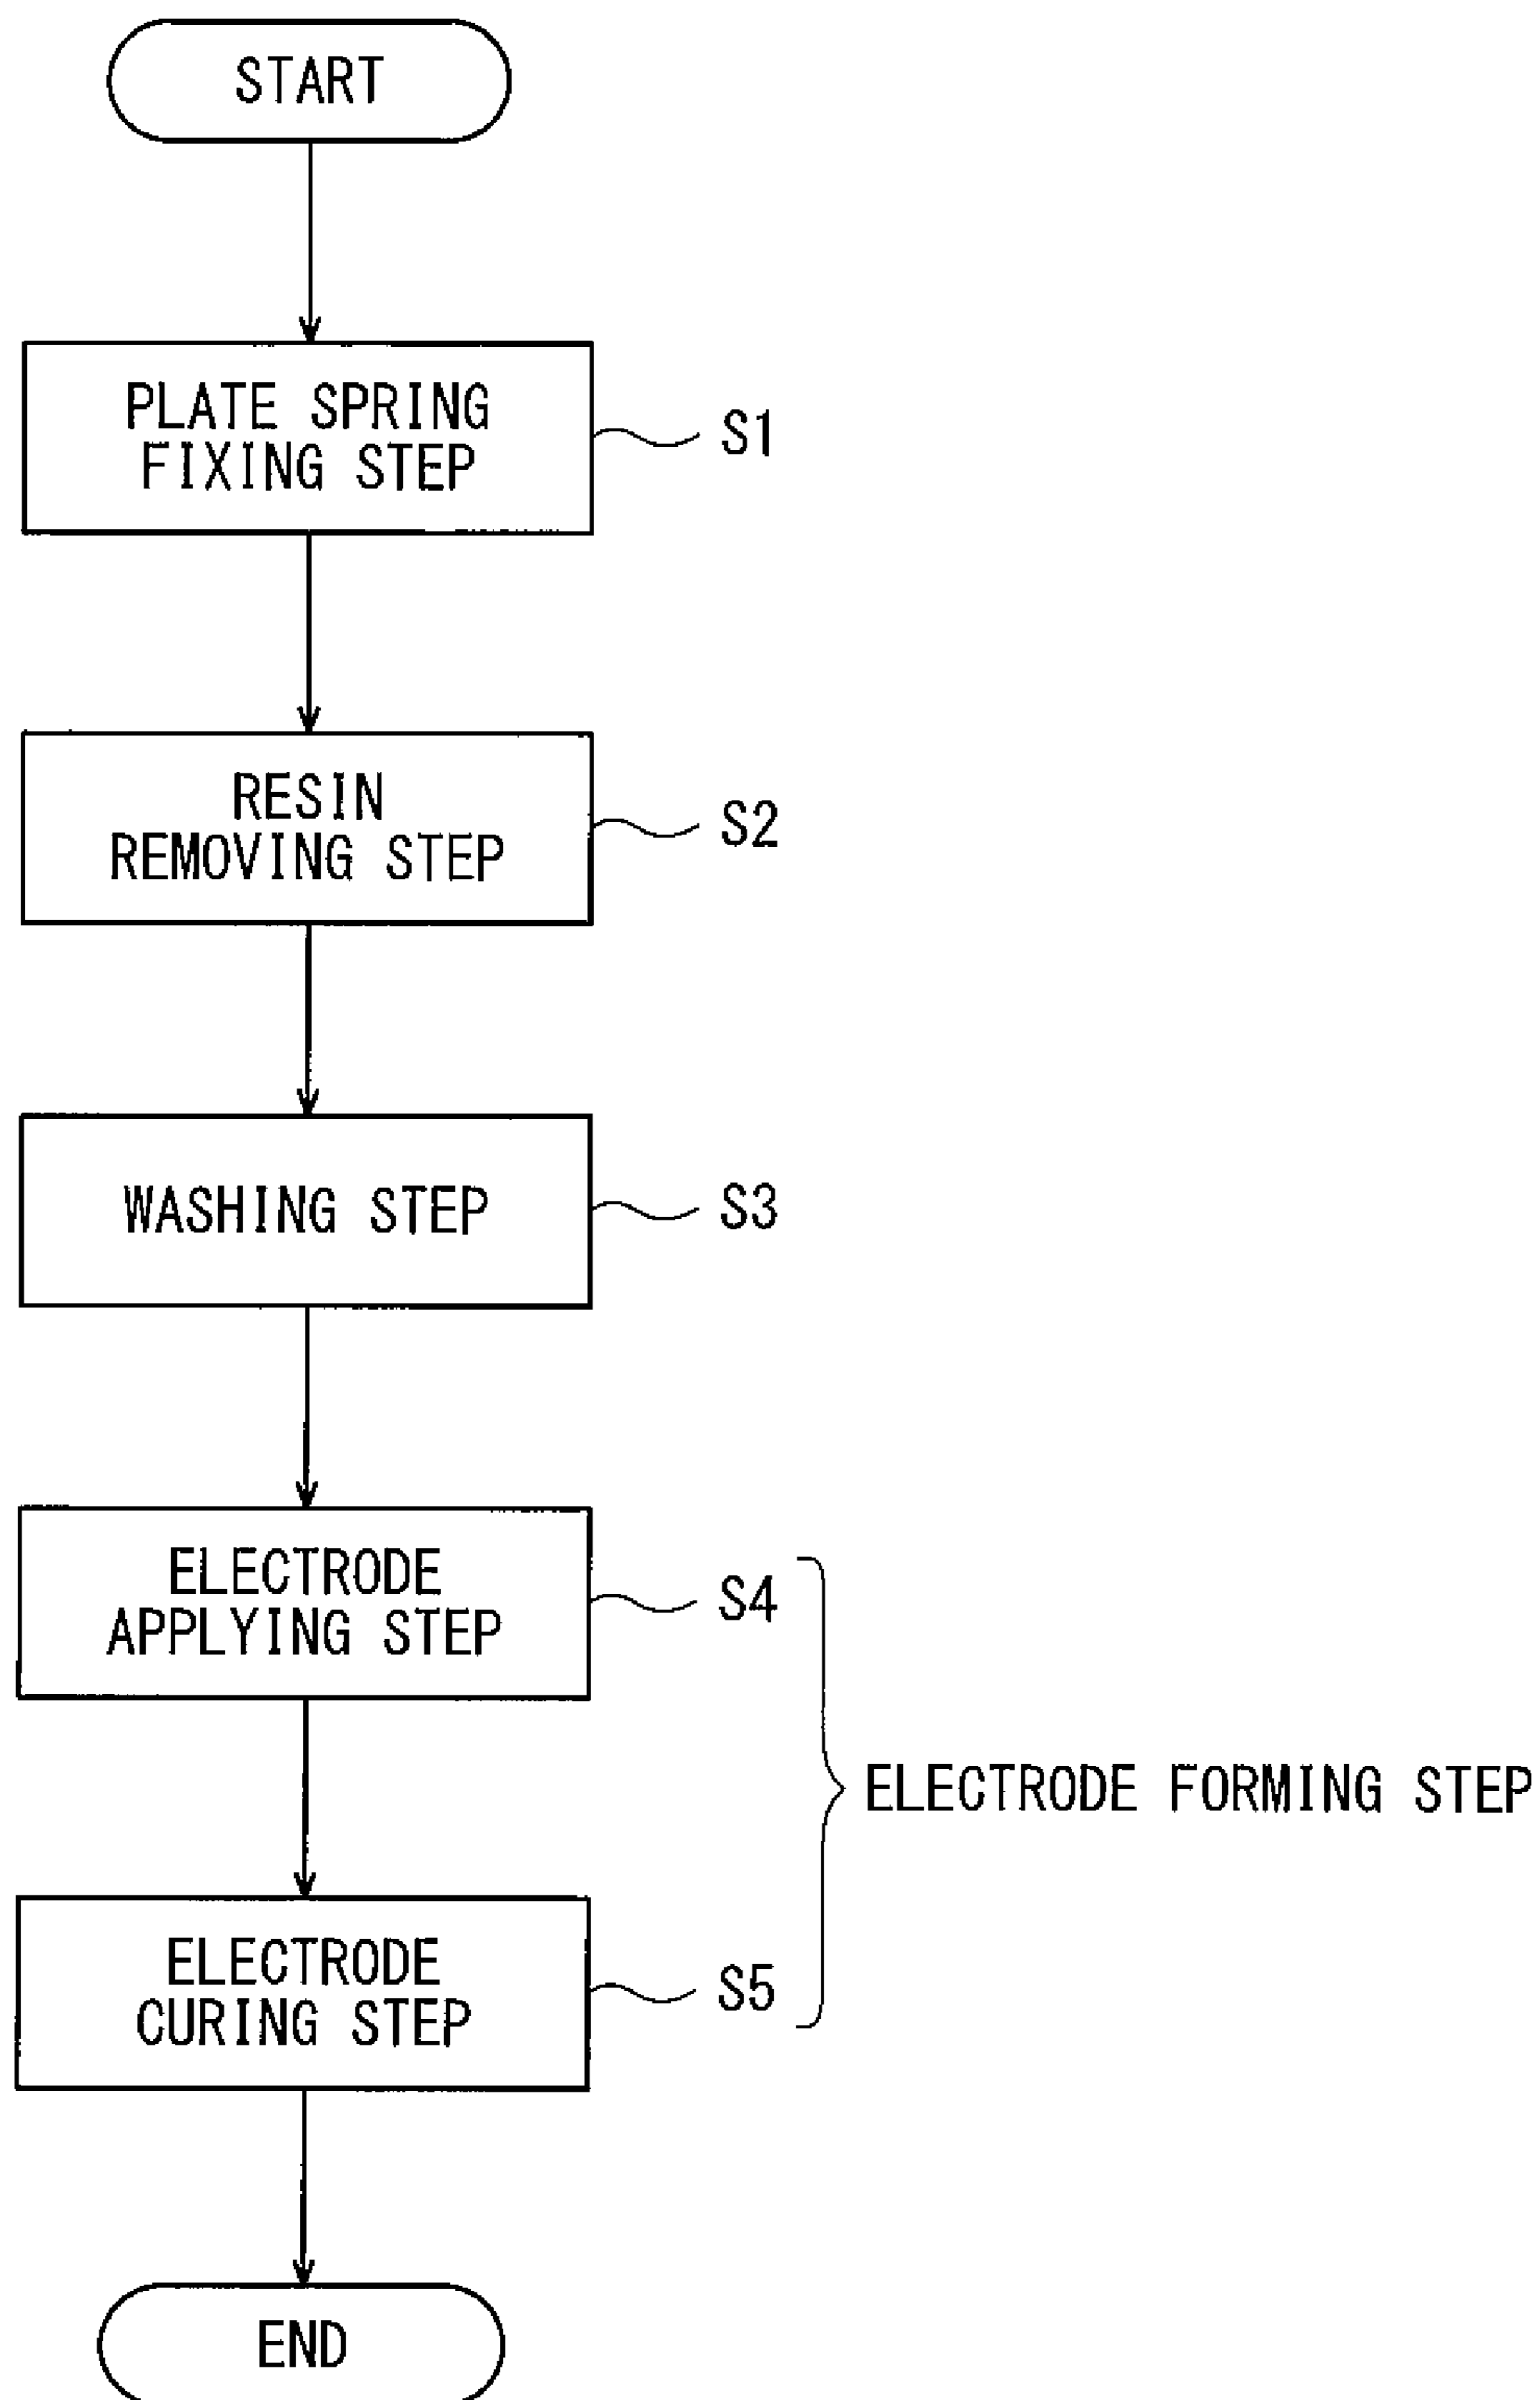 START
PLATE SPRING
FIXING STEP
S1
RESIN
REMOVING STEP
S2
WASHING STEP
S3
ELECTRODE
APPLYING STEP
S4
ELECTRODE FORMING STEP
ELECTRODE
CURING STEP
S5
END